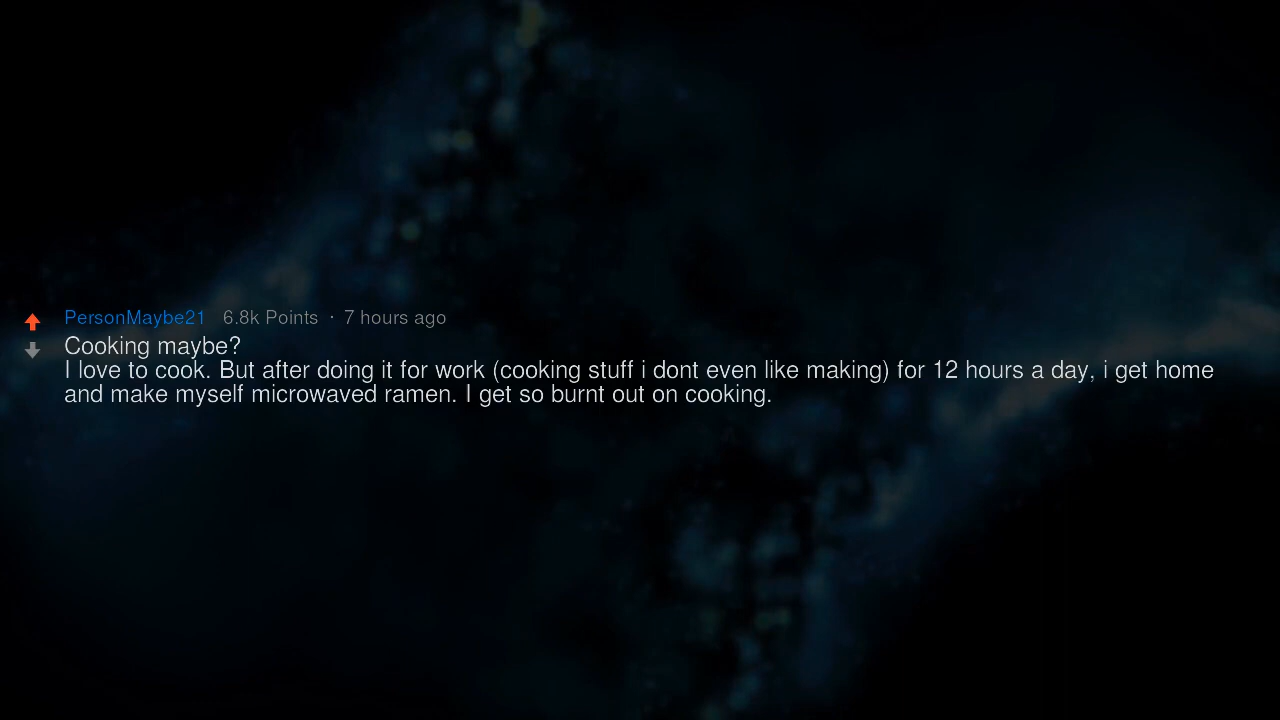 PersonMaybe21 6.8k Points · 7 hours ago
Cooking maybe?
I love to cook. But after doing it for work (cooking stuff i dont even like making) for 12 hours a day, i get home
and make myself microwaved ramen. I get so burnt out on cooking.